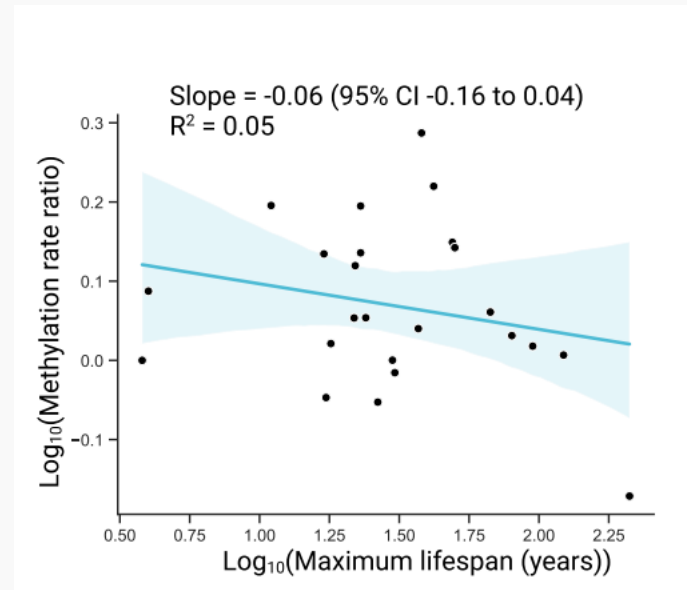 Slope = -0.06 (95% CI -0.16 to 0.04)
R² = 0.05
Log₁₀(Methylation rate ratio)
0.3
0.2
0.1
0.0
−0.1
0.50 0.75 1.00 1.25 1.50 1.75 2.00 2.25
Log₁₀(Maximum lifespan (years))